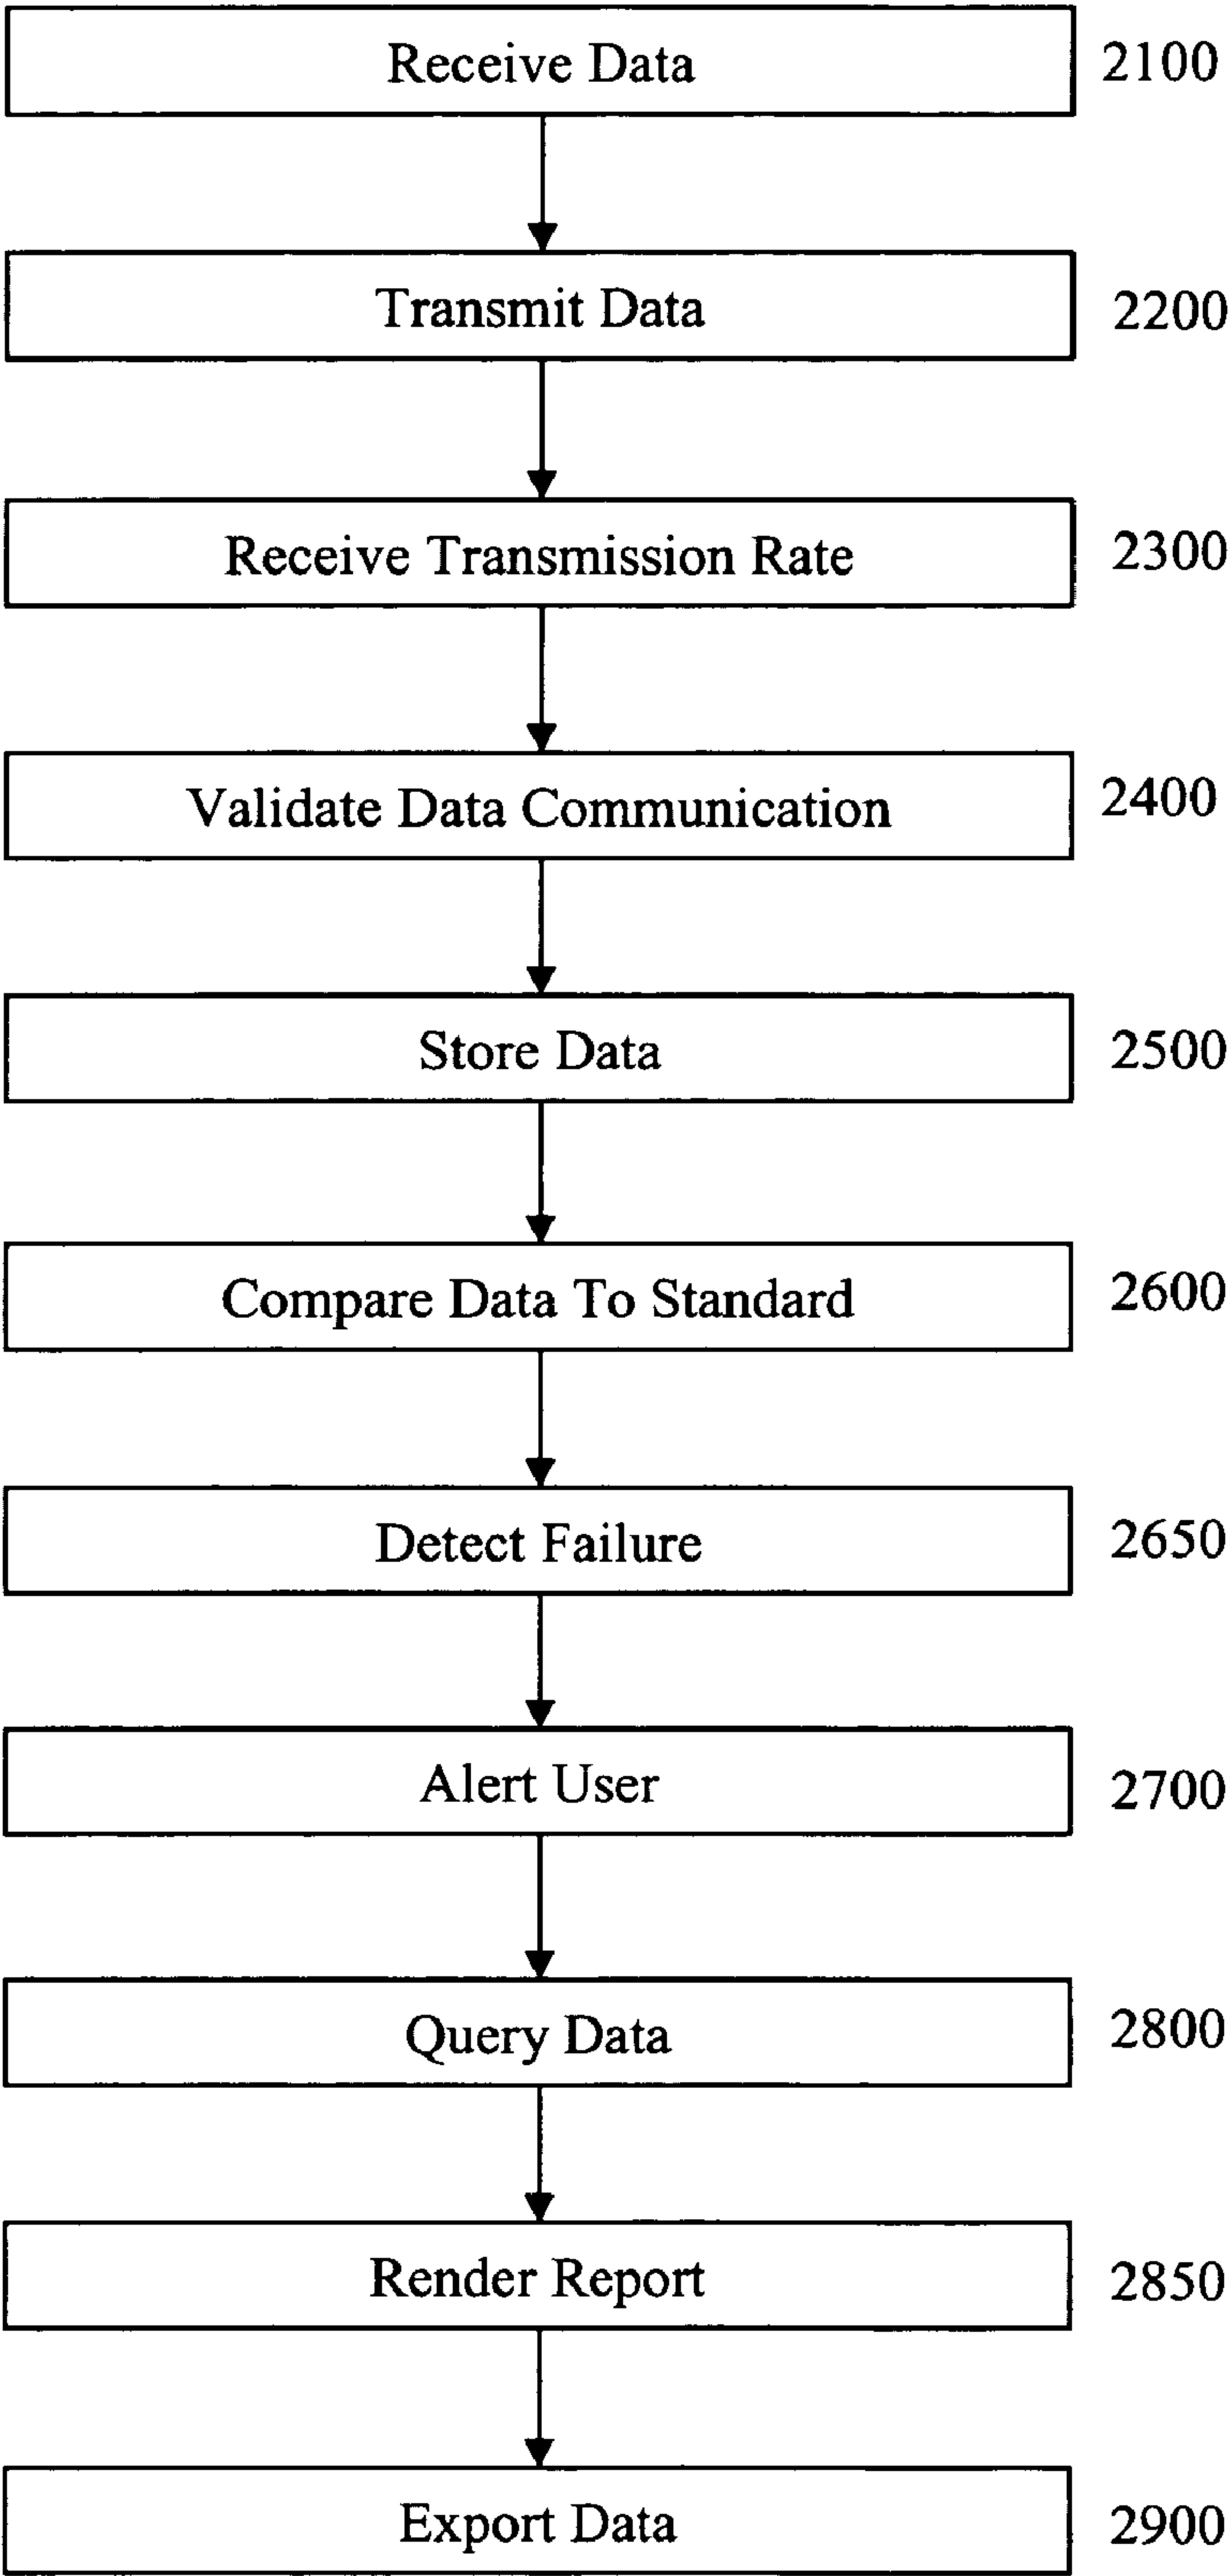 Receive Data 2100
Transmit Data 2200
Receive Transmission Rate 2300
Validate Data Communication 2400
Store Data 2500
Compare Data To Standard 2600
Detect Failure 2650
Alert User 2700
Query Data 2800
Render Report 2850
Export Data 2900